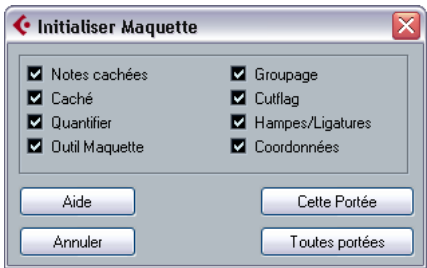 Initialiser Maquette
Notes cachées
Groupage
Caché
Cutflag
Quantifier
Hampes/Ligatures
Outil Maquette
Coordonnées
Aide
Cette Portée
Annuler
Toutes portées